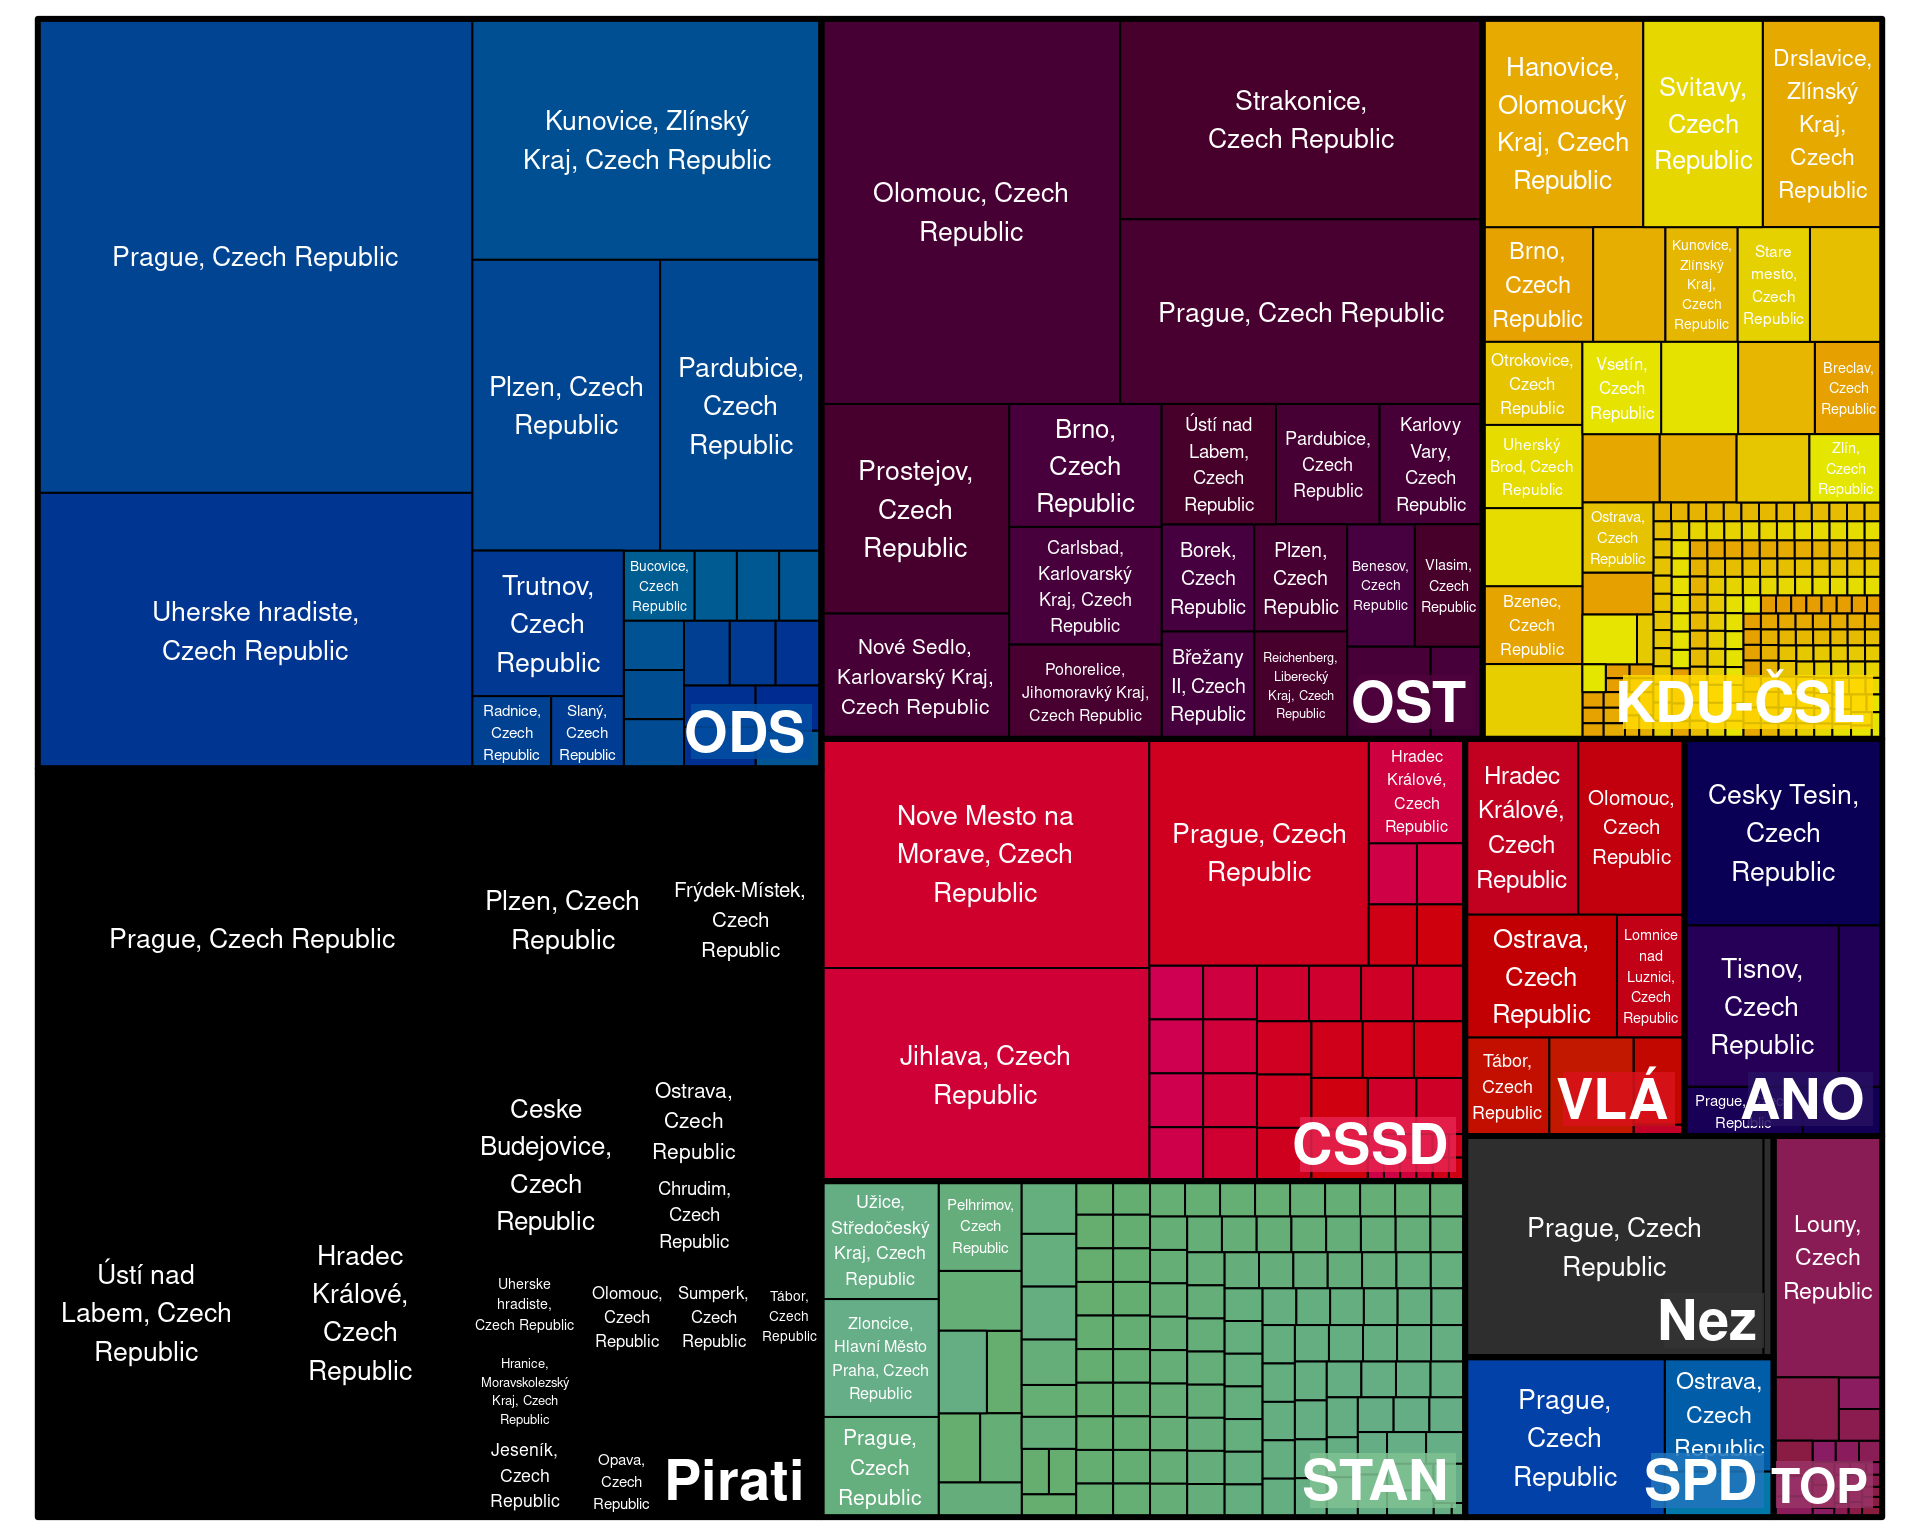 Prague, Czech Republic
Kunovice, Zlínský
Kraj, Czech Republic
Plzen, Czech
Republic
Pardubice,
Czech
Republic
Uherske hradiste,
Czech Republic
Trutnov,
Czech
Republic
Bucovice,
Czech
Republic
Radnice,
Czech
Republic
Slaný,
Czech
Republic
ODS
Olomouc, Czech
Republic
Strakonice,
Czech Republic
Prague, Czech Republic
Prostejov,
Czech
Republic
Brno,
Czech
Republic
Ústí nad
Labem,
Czech
Republic
Pardubice,
Czech
Republic
Karlovy
Vary,
Czech
Republic
Carlsbad,
Karlovarský
Kraj, Czech
Republic
Borek,
Czech
Republic
Plzen,
Czech
Republic
Benesov,
Czech
Republic
Vlasim,
Czech
Republic
Nové Sedlo,
Karlovarský Kraj,
Czech Republic
Pohorelice,
Jihomoravký Kraj,
Czech Republic
Břežany
II, Czech
Republic
Reichenberg,
Liberecký
Kraj, Czech
Republic
OST
Hanovice,
Olomoucký
Kraj, Czech
Republic
Svitavy,
Czech
Republic
Drslavice,
Zlínský
Kraj,
Czech
Republic
Brno,
Czech
Republic
Kunovice,
Zlínský
Kraj,
Czech
Republic
Stare
mesto,
Czech
Republic
Otrokovice,
Czech
Republic
Vsetín,
Czech
Republic
Breclav,
Czech
Republic
Uherský
Brod, Czech
Republic
Zlín,
Czech
Republic
Ostrava,
Czech
Republic
Bzenec,
Czech
Republic
KDU-ČSL
Prague, Czech Republic
Plzen, Czech
Republic
Frýdek-Místek,
Czech
Republic
Ceske
Budejovice,
Czech
Republic
Ostrava,
Czech
Republic
Chrudim,
Czech
Republic
Ústí nad
Labem, Czech
Republic
Hradec
Králové,
Czech
Republic
Uherske
hradiste,
Czech Republic
Olomouc,
Czech
Republic
Sumperk,
Czech
Republic
Tábor,
Czech
Republic
Hranice,
Moravskolezský
Kraj, Czech
Republic
Jeseník,
Czech
Republic
Opava,
Czech
Republic
Pirati
Nove Mesto na
Morave, Czech
Republic
Prague, Czech
Republic
Hradec
Králové,
Czech
Republic
Jihlava, Czech
Republic
CSSD
Hradec
Králové,
Czech
Republic
Olomouc,
Czech
Republic
Ostrava,
Czech
Republic
Lomnice
nad
Luznici,
Czech
Republic
Tábor,
Czech
Republic
VLÁ
Cesky Tesin,
Czech
Republic
Tisnov,
Czech
Republic
Prague,
Republic
ANO
Užice,
Středočeský
Kraj, Czech
Republic
Pelhrimov,
Czech
Republic
Zloncice,
Hlavní Město
Praha, Czech
Republic
Prague,
Czech
Republic
STAN
Prague, Czech
Republic
Nez
Louny,
Czech
Republic
TOP
Prague,
Czech
Republic
Ostrava,
Czech
Republic
SPD